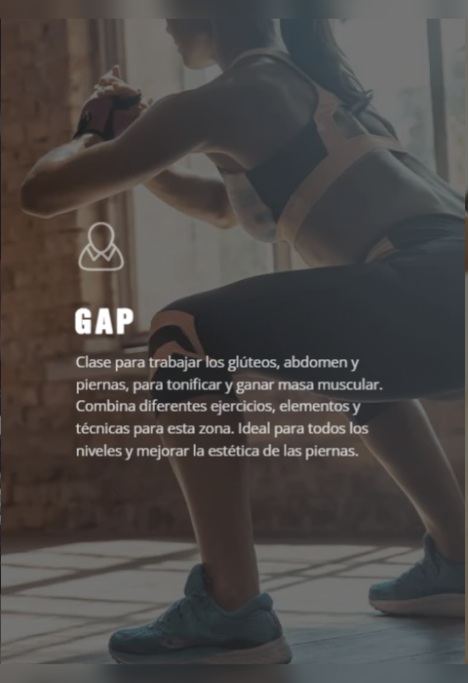 GAP
Clase para trabajar los glúteos, abdomen y
piernas, para tonificar y ganar masa muscular.
Combina diferentes ejercicios, elementos y
técnicas para esta zona. Ideal para todos los
niveles y mejorar la estética de las piernas.